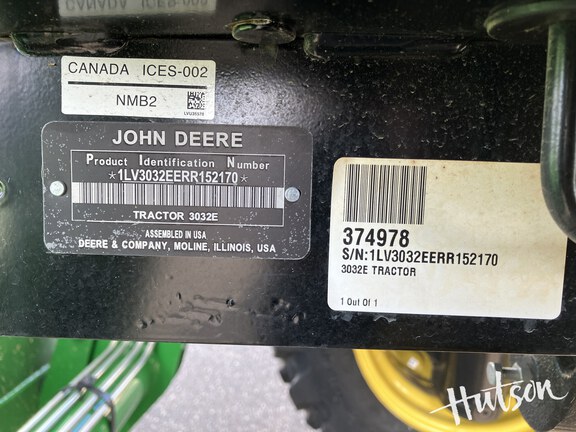 CANADA ICES-002
NMB2
JOHN DEERE
Product Identification Number
*1LV3032EERR152170*
TRACTOR 3032E
ASSEMBLED IN USA
DEERE & COMPANY, MOLINE, ILLINOIS, USA
374978
S/N:1LV3032EERR152170
3032E TRACTOR
1 Out Of 1
Hutson